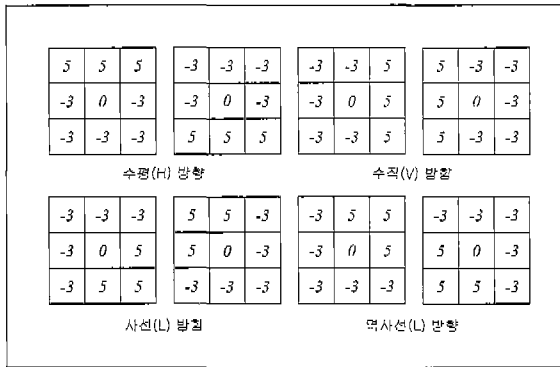 5 5 5 -3 -3 -3 -3 -3 5 5 -3 -3
-3 0 -3 -3 0 -3 -3 0 5 5 0 -3
-3 -3 -3 5 5 5 -3 -3 5 5 -3 -3
수평(H) 방향 수직(V) 방향
-3 -3 -3 5 5 -3 -3 5 5 -3 -3 -3
-3 0 5 5 0 -3 -3 0 5 5 0 -3
-3 5 5 -3 -3 -3 -3 -3 -3 5 5 -3
사선(L) 방향 역사선(L) 방향